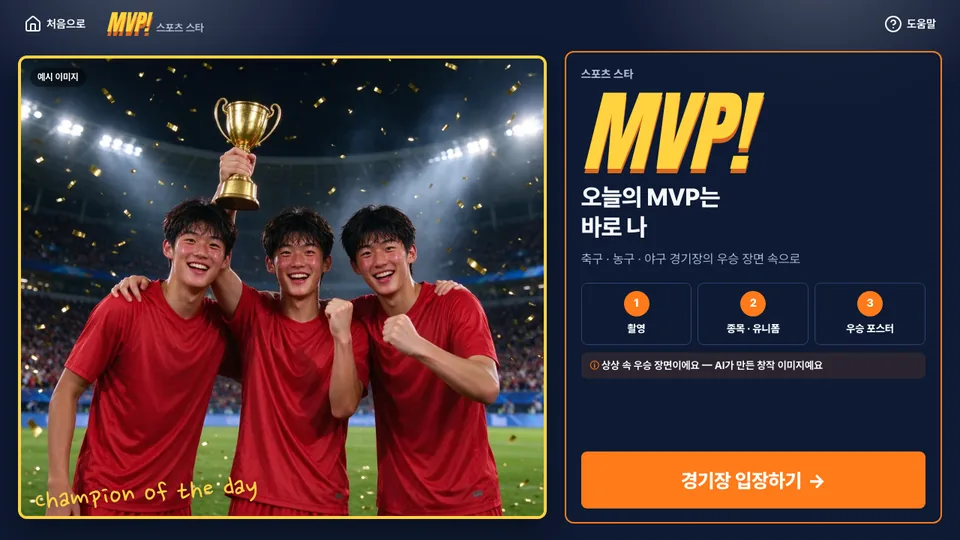 처음으로
MVP! 스포츠 스타
도움말
예시 이미지
champion of the day
스포츠 스타
MVP!
오늘의 MVP는
바로 나
축구 · 농구 · 야구 경기장의 우승 장면 속으로
1
촬영
2
종목 · 유니폼
3
우승 포스터
상상 속 우승 장면이에요 — AI가 만든 창작 이미지예요
경기장 입장하기 →